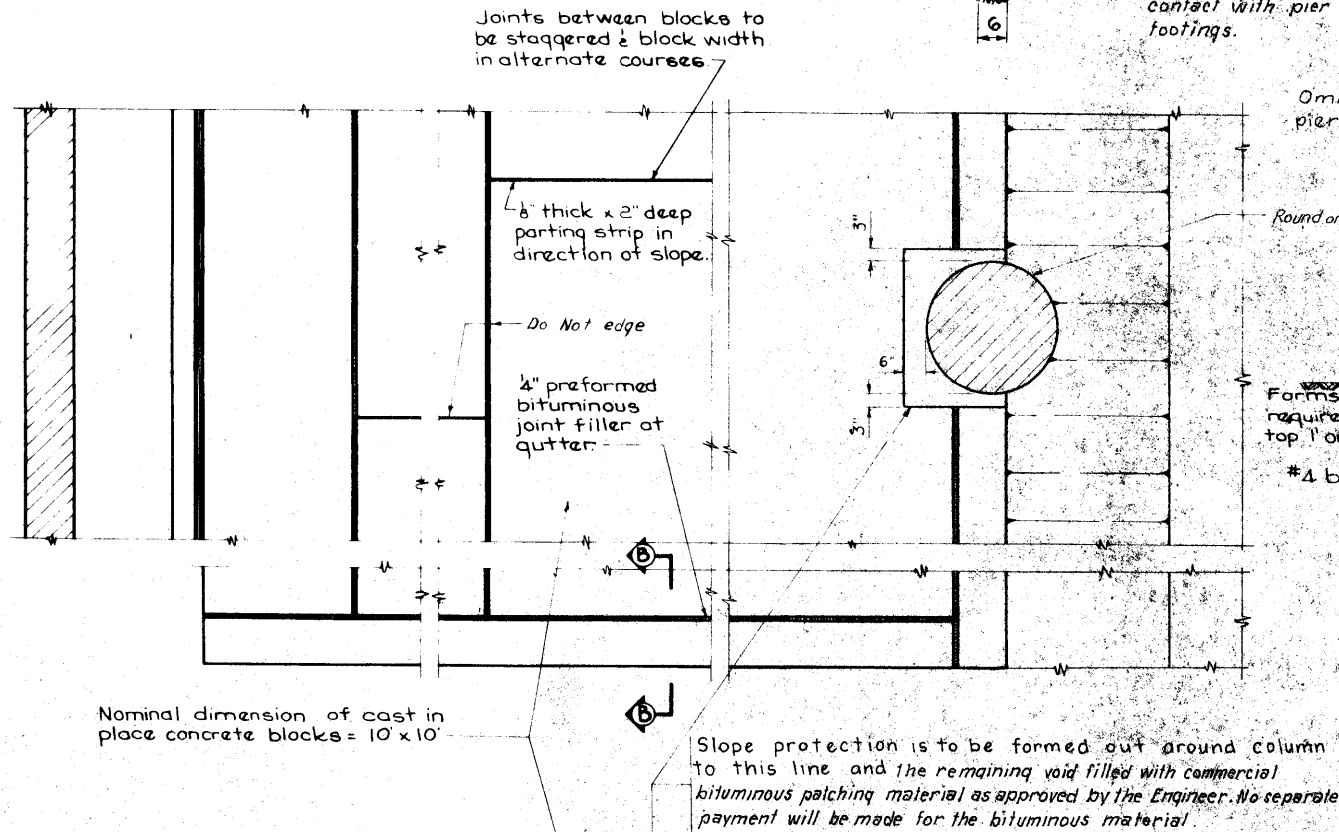 Joints between blocks to
be staggered ½ block width
in alternate courses.
6
contact with pier
footings.
pier
⅛" thick x 2" deep
parting strip in
direction of slope.
3"
Round or
Do Not edge
6"
¼" preformed
bituminous
joint filler at
gutter.
3"
Forms
require
top 1' of
#4 b
B
B
Nominal dimension of cast in
place concrete blocks = 10' x 10'
Slope protection is to be formed out around column
to this line and the remaining void filled with commercial
bituminous patching material as approved by the Engineer. No separate
payment will be made for the bituminous material.